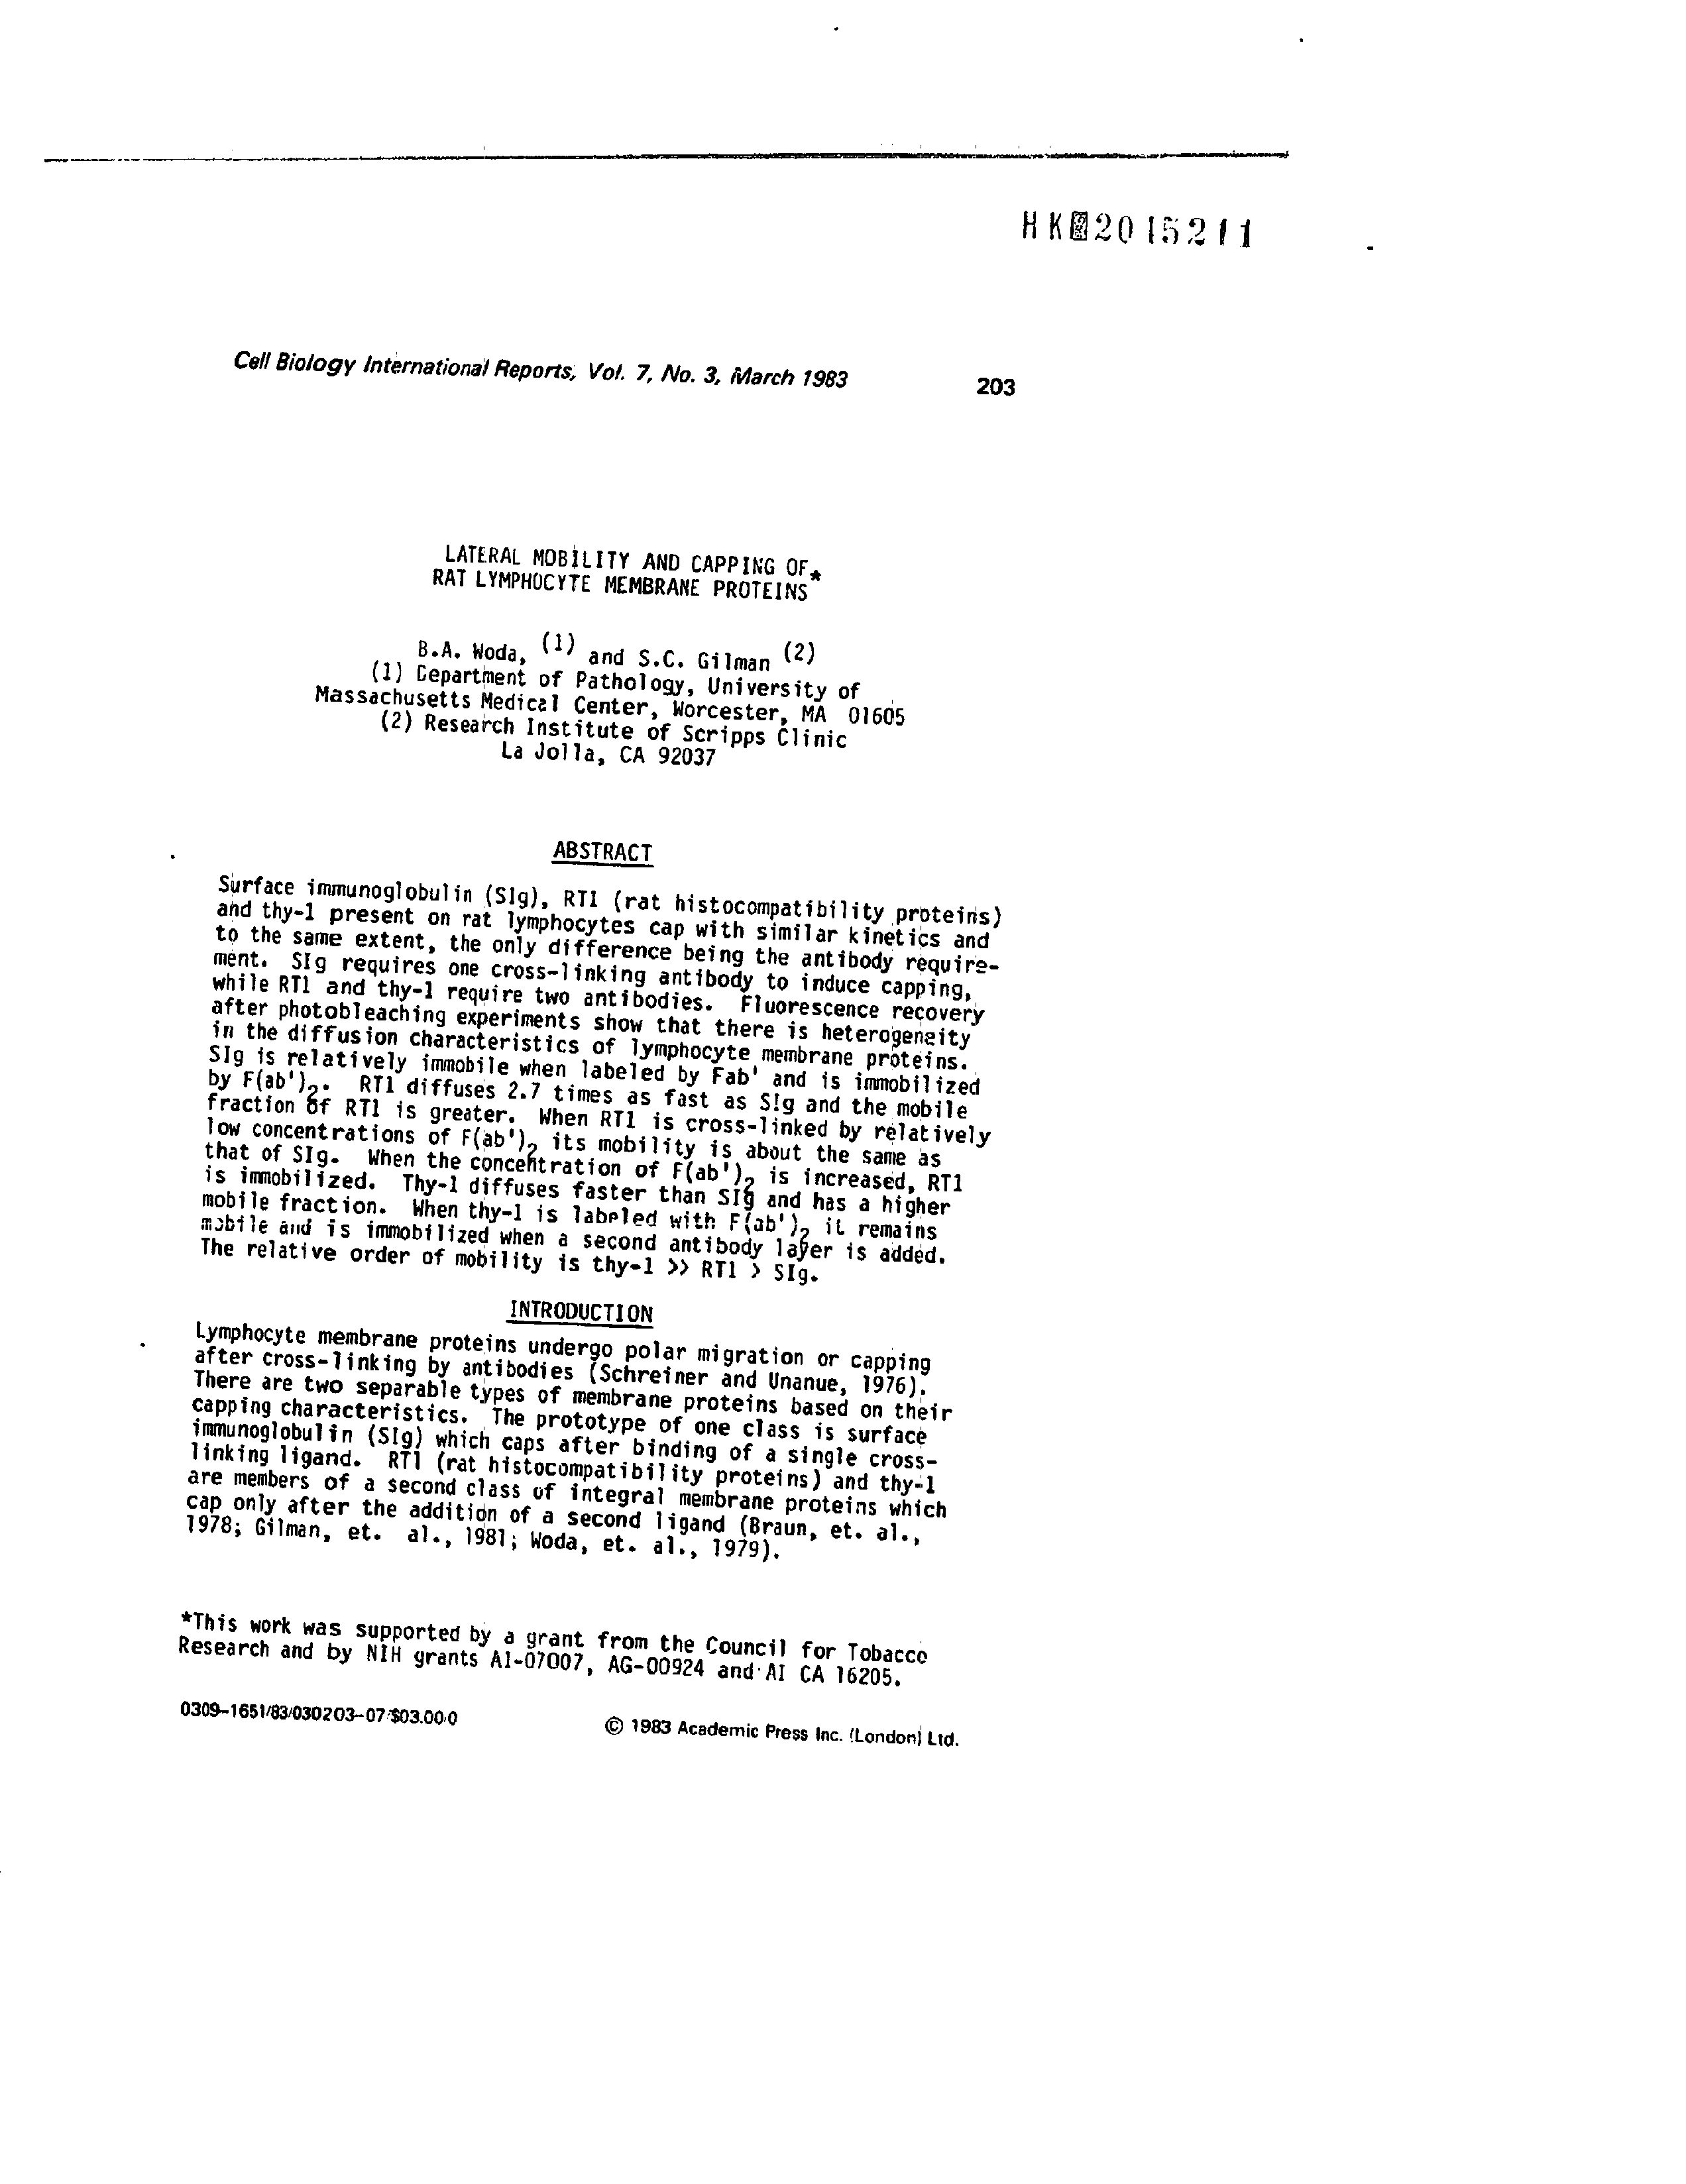 HK 2015211
Cell Biology International Reports, Vol. 7, No. 3, March 1983 203
LATERAL MOBILITY AND CAPPING OF
RAT LYMPHOCYTE MEMBRANE PROTEINS*
B.A. Woda, (1) and S.C. Gilman (2)
(1) Department of Pathology, University of
Massachusetts Medical Center, Worcester, MA 01605
(2) Research Institute of Scripps Clinic
La Jolla, CA 92037
ABSTRACT
Surface immunoglobulin (SIg), RT1 (rat histocompatibility proteins)
and thy-1 present on rat lymphocytes cap with similar kinetics and
to the same extent, the only difference being the antibody require-
ment. SIg requires one cross-linking antibody to induce capping,
while RT1 and thy-1 require two antibodies. Fluorescence recovery
after photobleaching experiments show that there is heterogeneity
in the diffusion characteristics of lymphocyte membrane proteins.
SIg is relatively immobile when labeled by Fab' and is immobilized
by F(ab')2. RT1 diffuses 2.7 times as fast as SIg and the mobile
fraction of RT1 is greater. When RT1 is cross-linked by relatively
low concentrations of F(ab')2 its mobility is about the same as
that of SIg. When the concentration of F(ab')2 is increased, RT1
is immobilized. Thy-1 diffuses faster than SIg and has a higher
mobile fraction. When thy-1 is labeled with F(ab')2 it remains
mobile and is immobilized when a second antibody layer is added.
The relative order of mobility is thy-1 >> RT1 > SIg.
INTRODUCTION
Lymphocyte membrane proteins undergo polar migration or capping
after cross-linking by antibodies (Schreiner and Unanue, 1976).
There are two separable types of membrane proteins based on their
capping characteristics. The prototype of one class is surface
immunoglobulin (SIg) which caps after binding of a single cross-
linking ligand. RT1 (rat histocompatibility proteins) and thy-1
are members of a second class of integral membrane proteins which
cap only after the addition of a second ligand (Braun, et. al.,
1978; Gilman, et. al., 1981; Woda, et. al., 1979).
*This work was supported by a grant from the Council for Tobacco
Research and by NIH grants AI-07007, AG-00924 and AI CA 16205.
0309-1651/83/030203-07/$03.00/0 © 1983 Academic Press Inc. (London) Ltd.